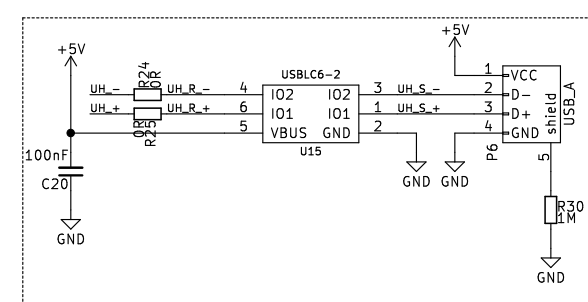 +5V
+5V
R24
0R
UH_-
UH_R_-
4
USBLC6-2
IO2
IO2
3
UH_S_-
1
VCC
2
D-
UH_+
UH_R_+
6
IO1
IO1
1
UH_S_+
3
D+
0R
R25
5
VBUS
GND
2
4
GND
U15
shield
USB_A
P6
5
100nF
C20
GND
GND
GND
R30
1M
GND